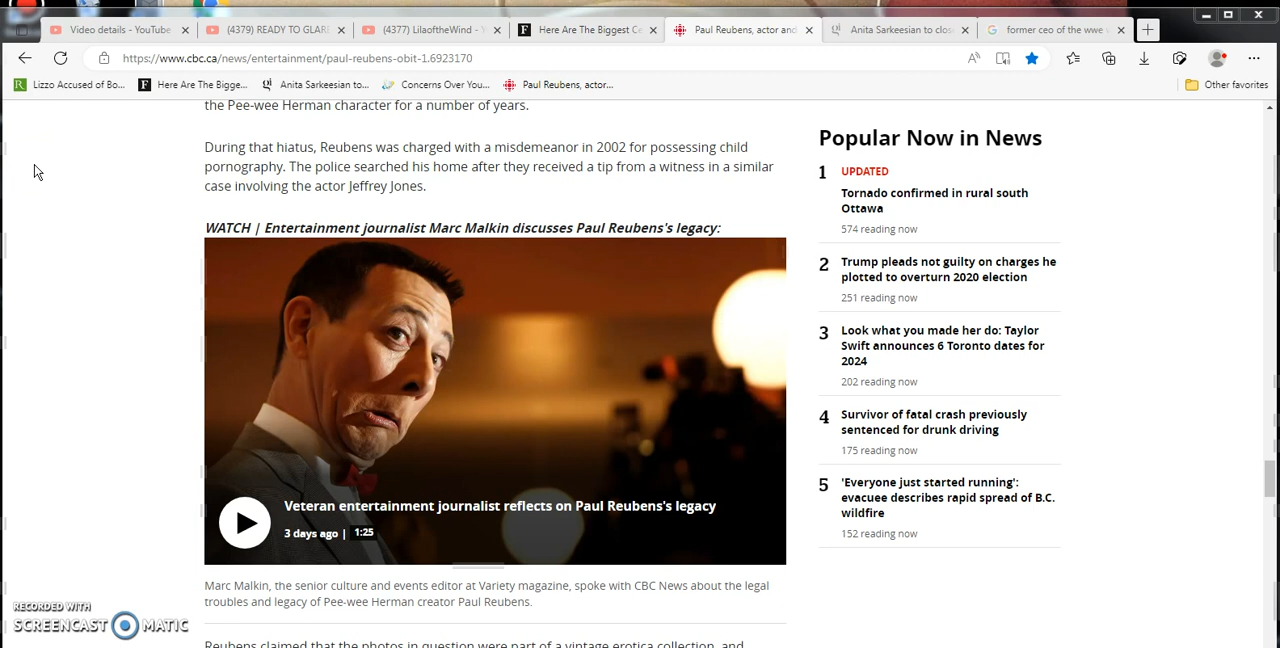 Video details - YouTube
(4379) READY TO GLARE
(4377) LilaoftheWind - Y
Here Are The Biggest Ce
Paul Reubens, actor and
Anita Sarkeesian to clos
former ceo of the wwe
https://www.cbc.ca/news/entertainment/paul-reubens-obit-1.6923170
Lizzo Accused of Bo...
Here Are The Bigge...
Anita Sarkeesian to...
Concerns Over You...
Paul Reubens, actor...
Other favorites
the Pee-wee Herman character for a number of years.
During that hiatus, Reubens was charged with a misdemeanor in 2002 for possessing child
pornography. The police searched his home after they received a tip from a witness in a similar
case involving the actor Jeffrey Jones.
WATCH | Entertainment journalist Marc Malkin discusses Paul Reubens's legacy:
Veteran entertainment journalist reflects on Paul Reubens's legacy
3 days ago | 1:25
Marc Malkin, the senior culture and events editor at Variety magazine, spoke with CBC News about the legal
troubles and legacy of Pee-wee Herman creator Paul Reubens.
Reubens claimed that the photos in question were part of a vintage erotica collection, and
Popular Now in News
1 UPDATED
Tornado confirmed in rural south
Ottawa
574 reading now
2 Trump pleads not guilty on charges he
plotted to overturn 2020 election
251 reading now
3 Look what you made her do: Taylor
Swift announces 6 Toronto dates for
2024
202 reading now
4 Survivor of fatal crash previously
sentenced for drunk driving
175 reading now
5 'Everyone just started running':
evacuee describes rapid spread of B.C.
wildfire
152 reading now
RECORDED WITH
SCREENCAST MATIC